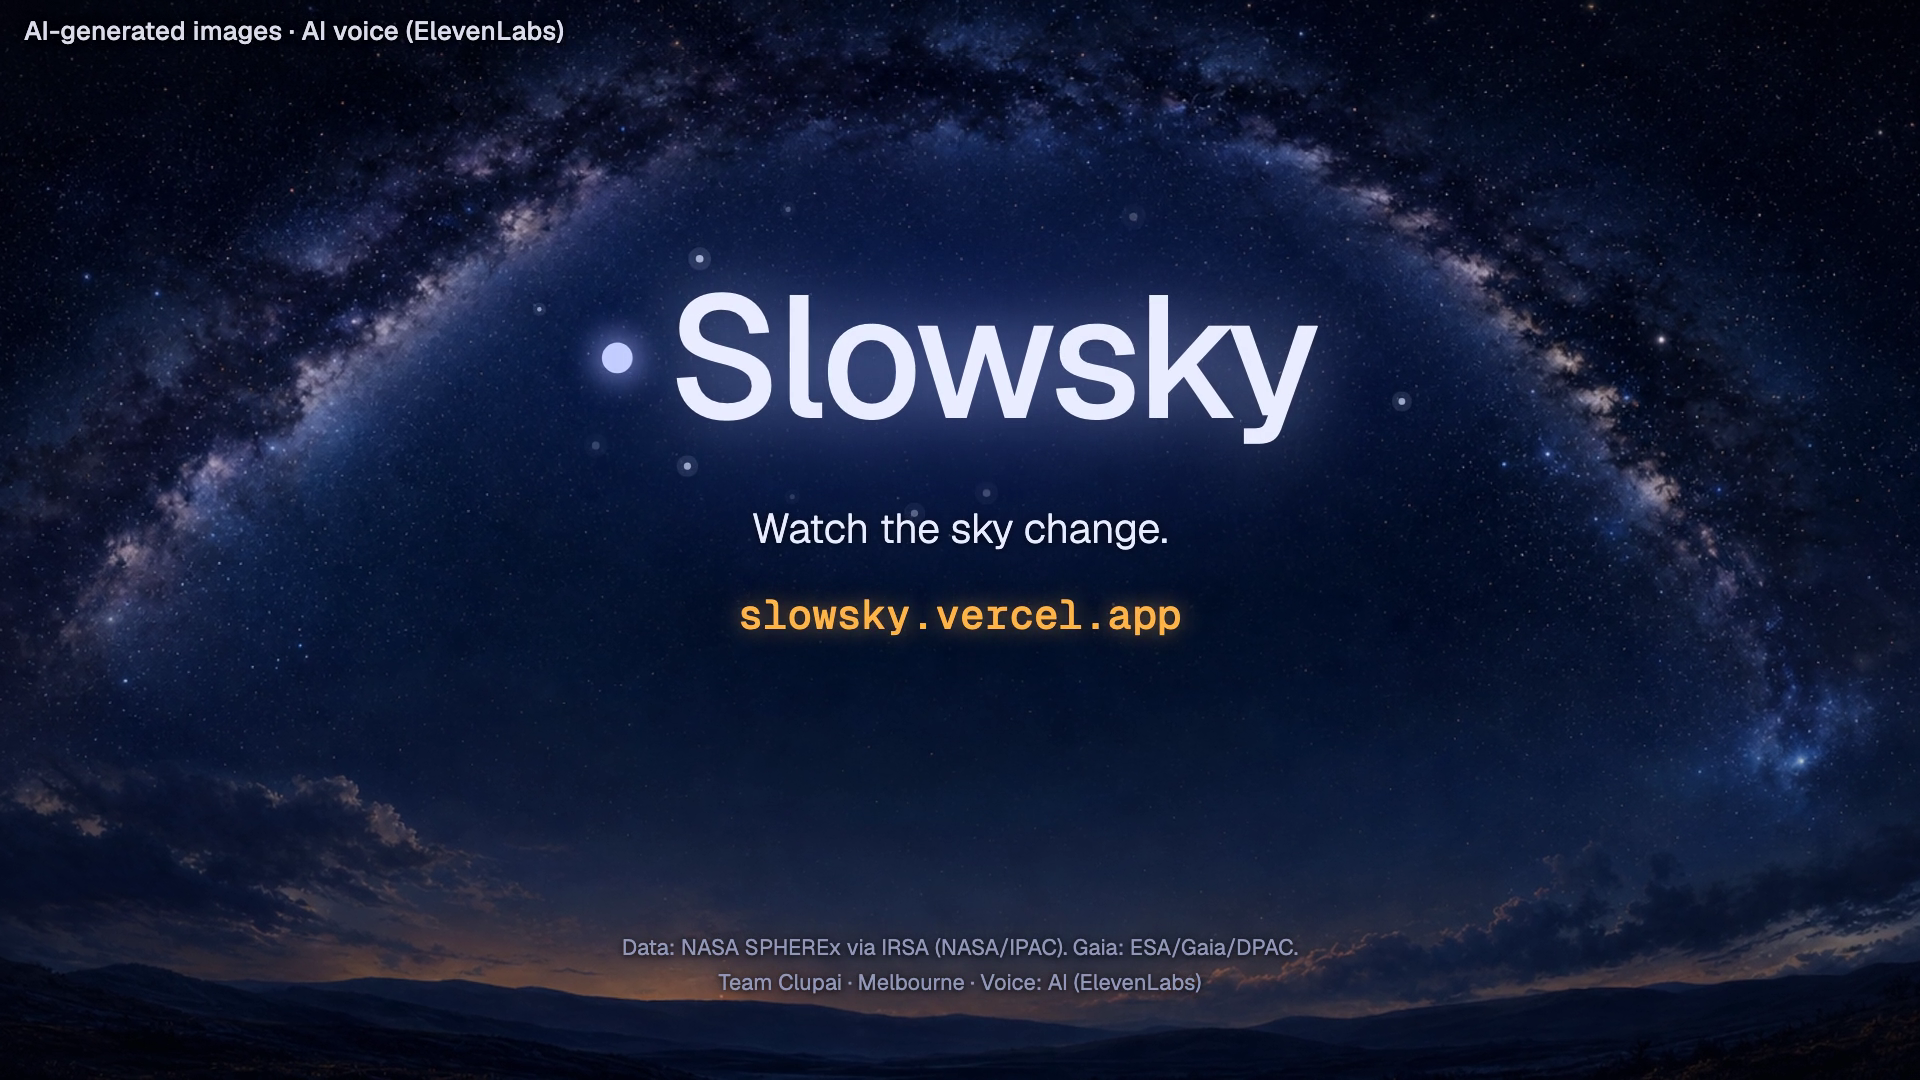 AI-generated images · AI voice (ElevenLabs)
Slowsky
Watch the sky change.
slowsky.vercel.app
Data: NASA SPHEREx via IRSA (NASA/IPAC). Gaia: ESA/Gaia/DPAC.
Team Clupai · Melbourne · Voice: AI (ElevenLabs)